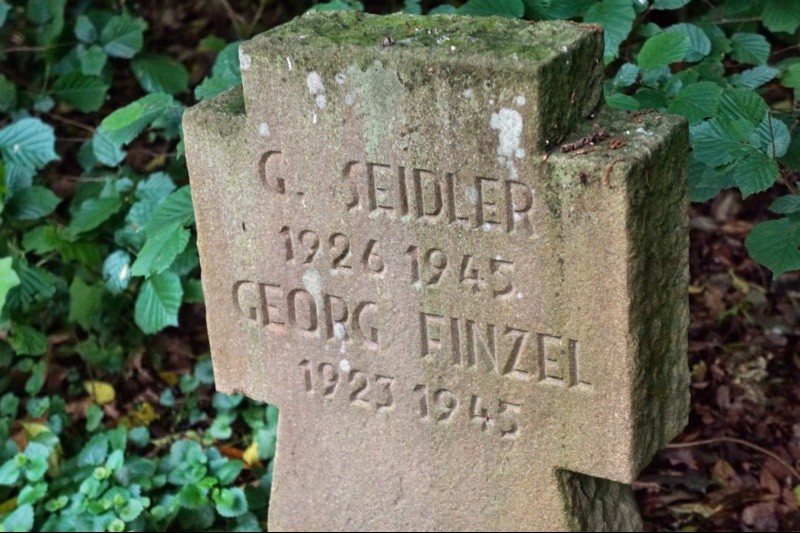 G. SEIDLER
1926 1945
GEORG FINZEL
1923 1945